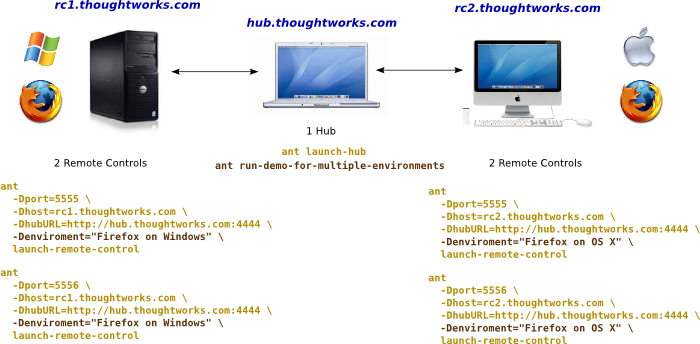 rc1.thoughtworks.com
hub.thoughtworks.com
rc2.thoughtworks.com
1 Hub
2 Remote Controls
ant launch-hub
ant run-demo-for-multiple-environments
2 Remote Controls
ant
-Dport=5555 \
-Dhost=rc1.thoughtworks.com \
-DhubURL=http://hub.thoughtworks.com:4444 \
-Denviroment="Firefox on Windows" \
launch-remote-control
ant
-Dport=5556 \
-Dhost=rc1.thoughtworks.com \
-DhubURL=http://hub.thoughtworks.com:4444 \
-Denviroment="Firefox on Windows" \
launch-remote-control
ant
-Dport=5555 \
-Dhost=rc2.thoughtworks.com \
-DhubURL=http://hub.thoughtworks.com:4444 \
-Denviroment="Firefox on OS X" \
launch-remote-control
ant
-Dport=5556 \
-Dhost=rc2.thoughtworks.com \
-DhubURL=http://hub.thoughtworks.com:4444 \
-Denviroment="Firefox on OS X" \
launch-remote-control